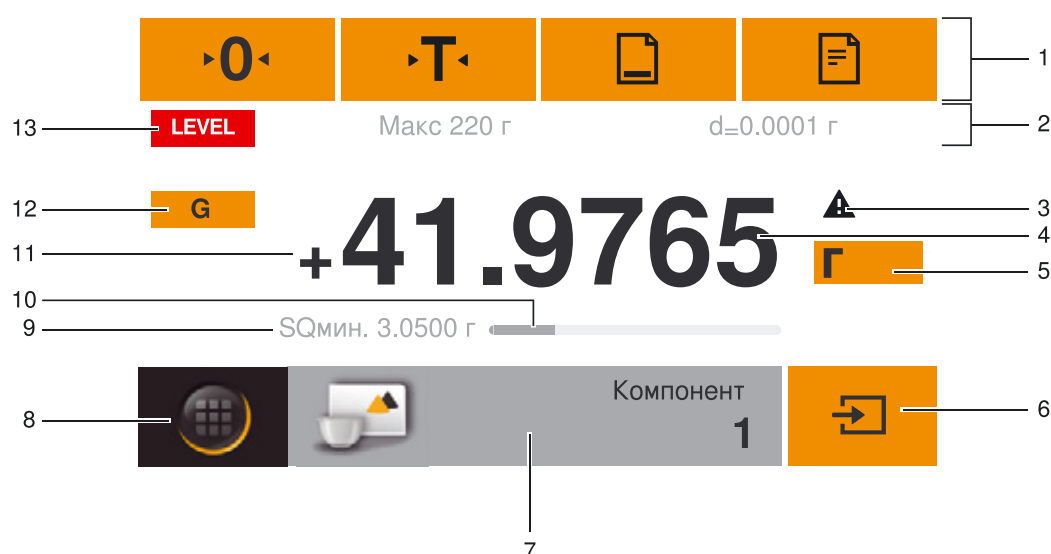 0 T 1
13 LEVEL Макс 220 г d=0.0001 г 2
12 G 3
+41.9765 4
11 г 5
10
9 SQмин. 3.0500 г
Компонент
8 1 6
7